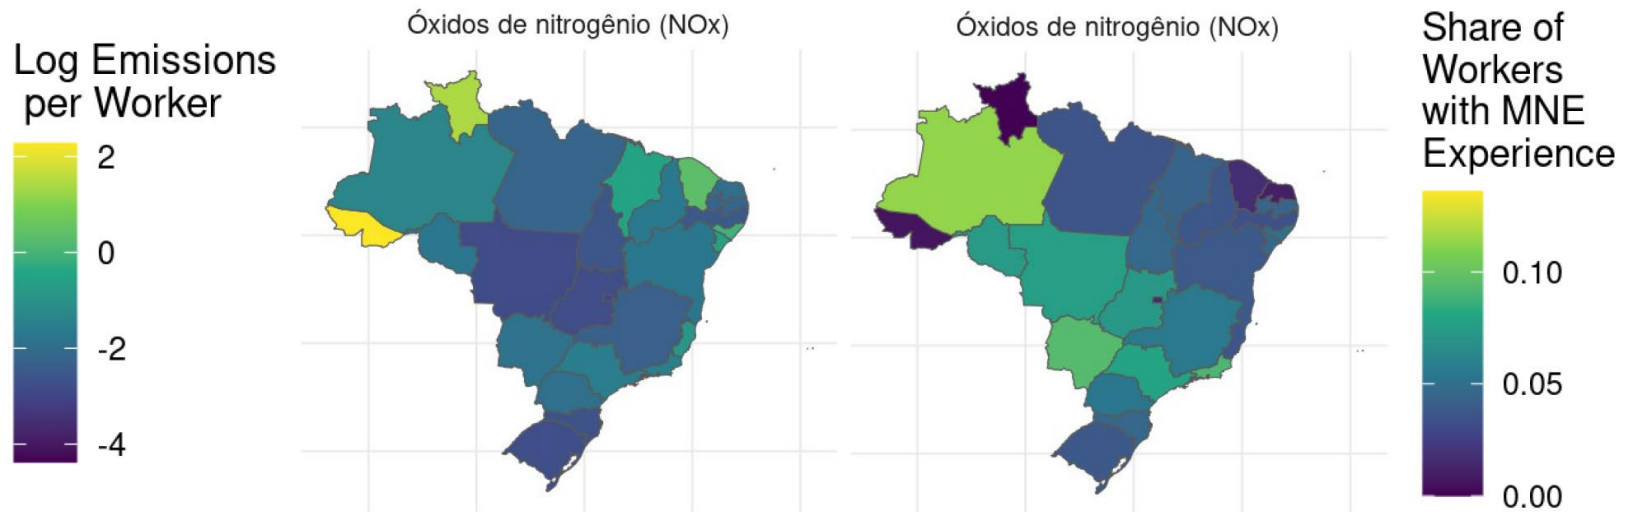 Óxidos de nitrogênio (NOx)
Log Emissions
per Worker
2
0
-2
-4
Óxidos de nitrogênio (NOx)
Share of
Workers
with MNE
Experience
0.10
0.05
0.00